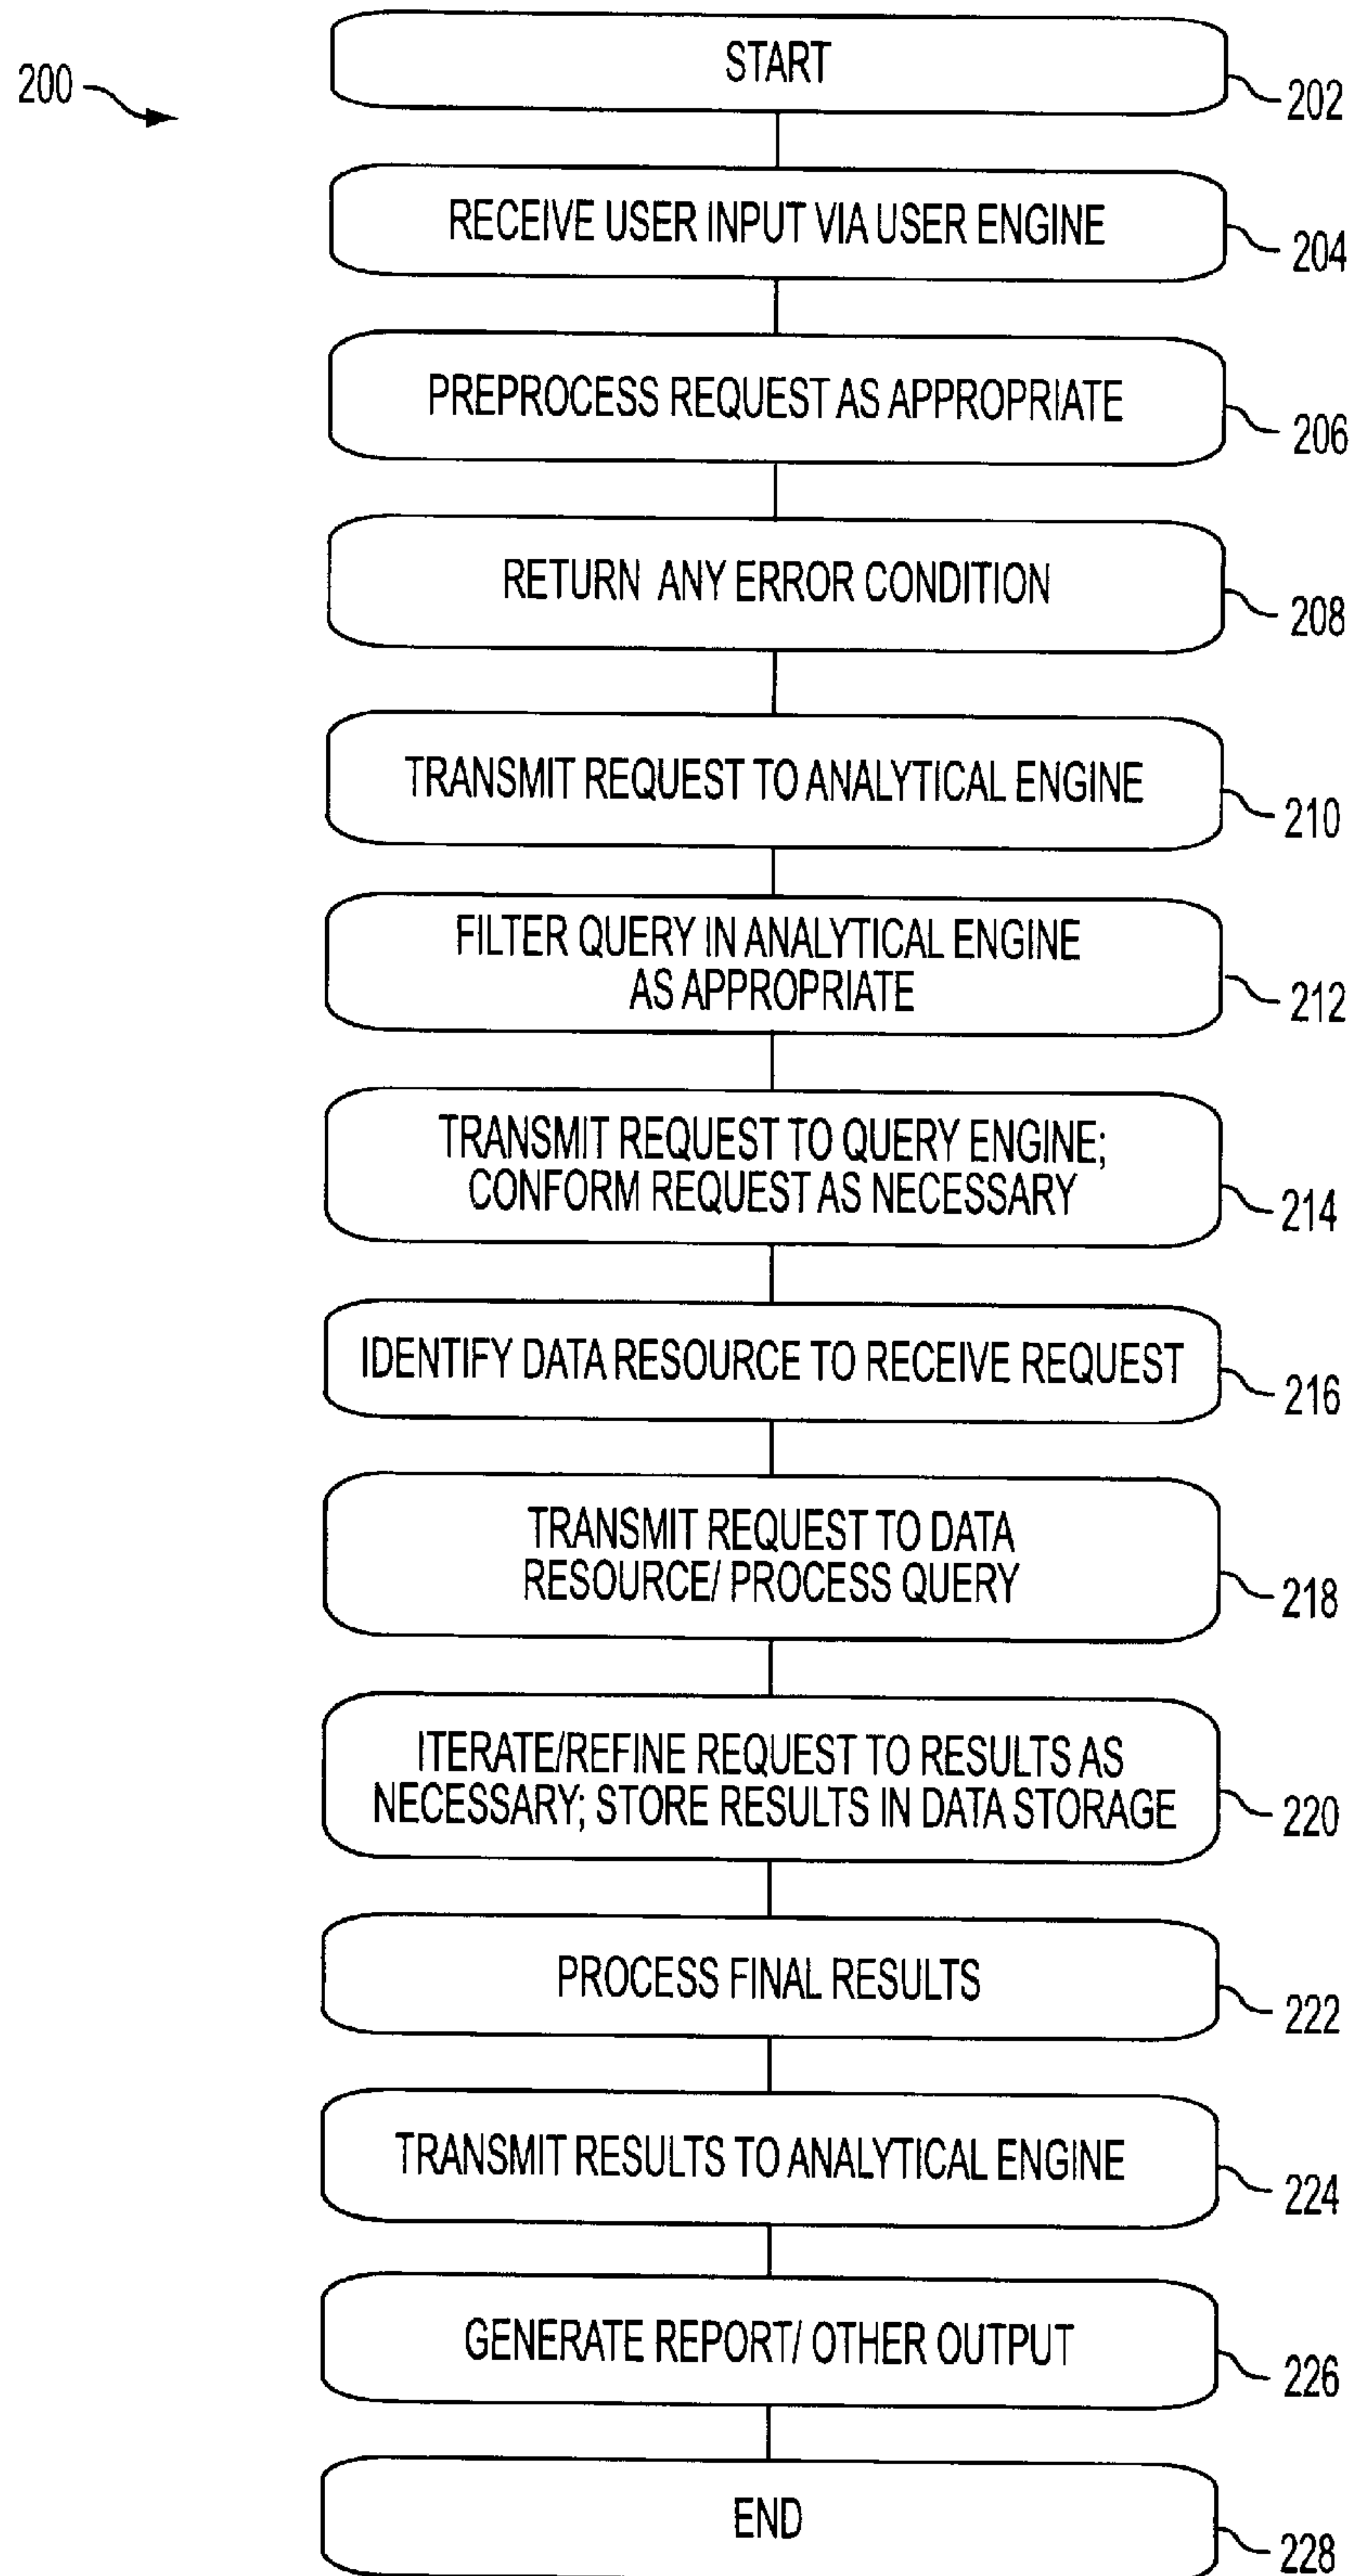 200
START
202
RECEIVE USER INPUT VIA USER ENGINE
204
PREPROCESS REQUEST AS APPROPRIATE
206
RETURN ANY ERROR CONDITION
208
TRANSMIT REQUEST TO ANALYTICAL ENGINE
210
FILTER QUERY IN ANALYTICAL ENGINE
AS APPROPRIATE
212
TRANSMIT REQUEST TO QUERY ENGINE;
CONFORM REQUEST AS NECESSARY
214
IDENTIFY DATA RESOURCE TO RECEIVE REQUEST
216
TRANSMIT REQUEST TO DATA
RESOURCE/ PROCESS QUERY
218
ITERATE/REFINE REQUEST TO RESULTS AS
NECESSARY; STORE RESULTS IN DATA STORAGE
220
PROCESS FINAL RESULTS
222
TRANSMIT RESULTS TO ANALYTICAL ENGINE
224
GENERATE REPORT/ OTHER OUTPUT
226
END
228